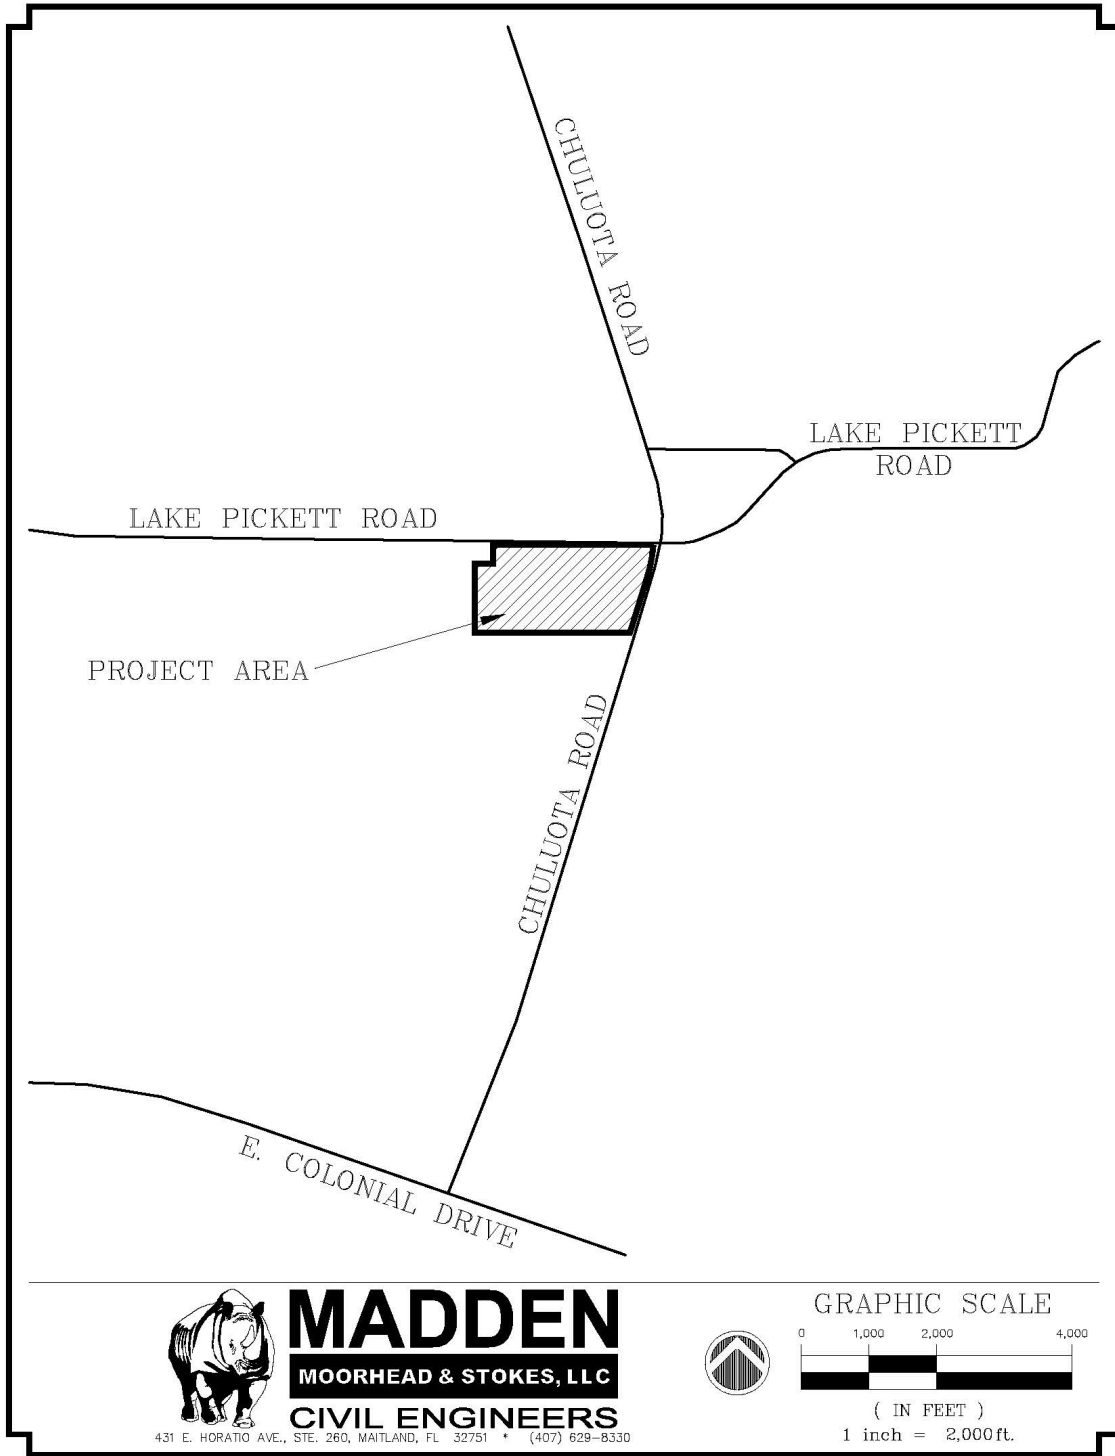 CHULUOTA ROAD
LAKE PICKETT
ROAD
LAKE PICKETT ROAD
PROJECT AREA
CHULUOTA ROAD
E. COLONIAL DRIVE
MADDEN
MOORHEAD & STOKES, LLC
CIVIL ENGINEERS
431 E. HORATIO AVE., STE. 260, MAITLAND, FL 32751 * (407) 629-8330
GRAPHIC SCALE
0 1,000 2,000 4,000
( IN FEET )
1 inch = 2,000ft.